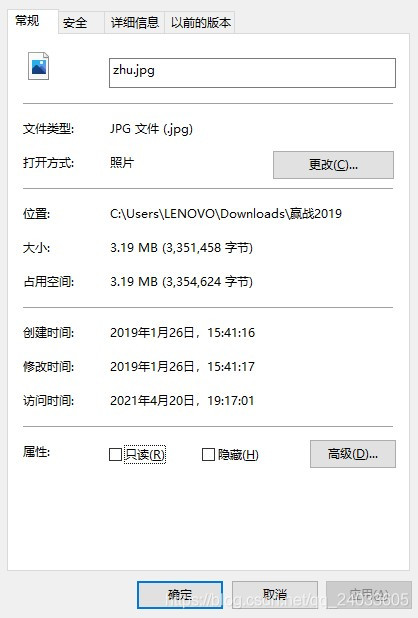 常规 安全 详细信息 以前的版本
zhu.jpg
文件类型: JPG 文件 (.jpg)
打开方式: 照片 更改(C)...
位置: C:\Users\LENOVO\Downloads\赢战2019
大小: 3.19 MB (3,351,458 字节)
占用空间: 3.19 MB (3,354,624 字节)
创建时间: 2019年1月26日，15:41:16
修改时间: 2019年1月26日，15:41:17
访问时间: 2021年4月20日，19:17:01
属性: 只读(R) 隐藏(H) 高级(D)...
确定 取消 应用(A)
https://blog.csdn.net/qq_24033605